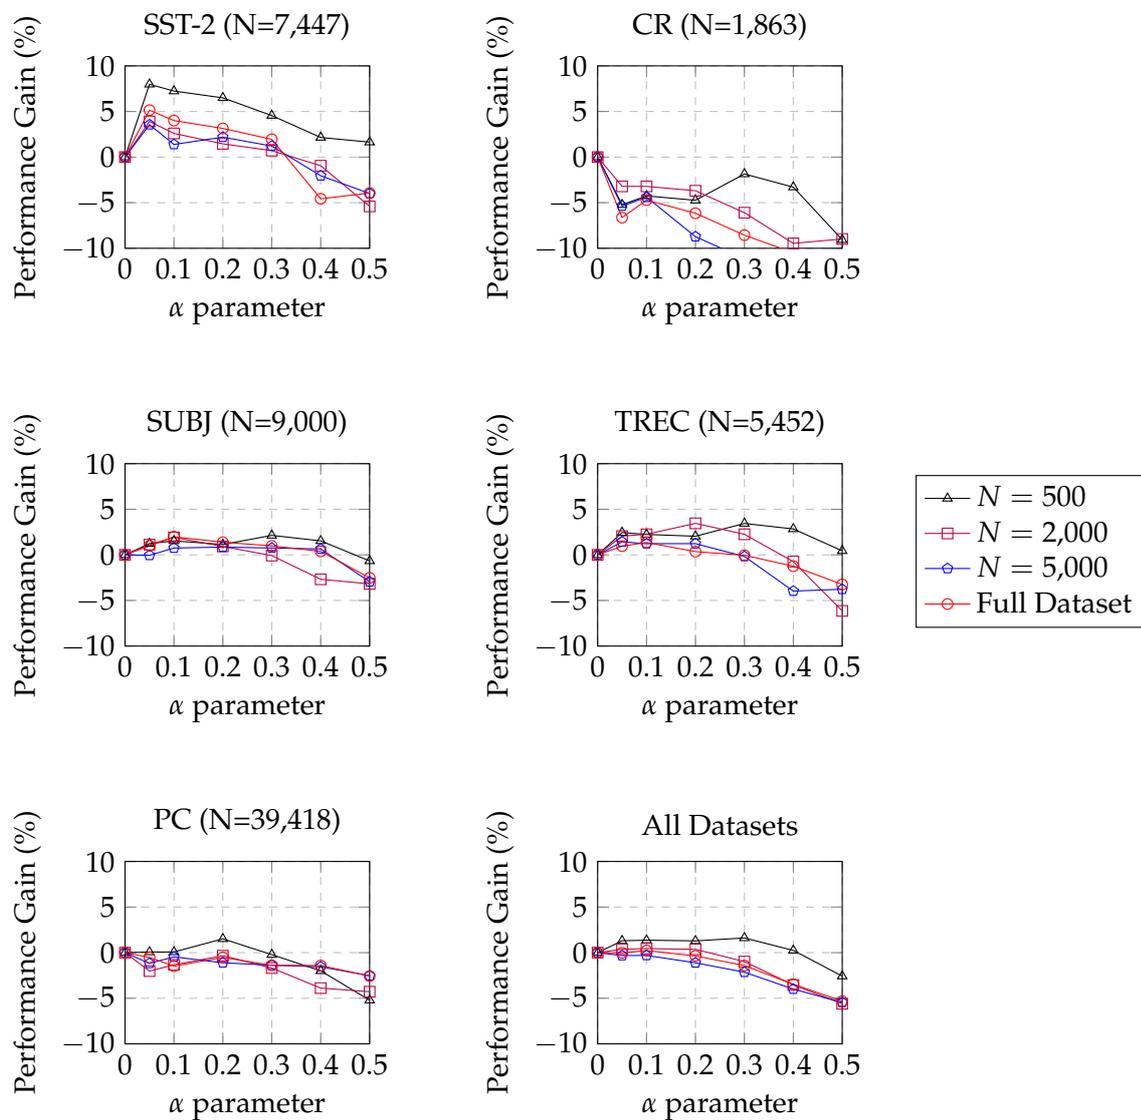 SST-2 (N=7,447)
Performance Gain (%)
10
5
0
−5
−10
0 0.1 0.2 0.3 0.4 0.5
α parameter
CR (N=1,863)
Performance Gain (%)
10
5
0
−5
−10
0 0.1 0.2 0.3 0.4 0.5
α parameter
SUBJ (N=9,000)
Performance Gain (%)
10
5
0
−5
−10
0 0.1 0.2 0.3 0.4 0.5
α parameter
TREC (N=5,452)
Performance Gain (%)
10
5
0
−5
−10
0 0.1 0.2 0.3 0.4 0.5
α parameter
N = 500
N = 2,000
N = 5,000
Full Dataset
PC (N=39,418)
Performance Gain (%)
10
5
0
−5
−10
0 0.1 0.2 0.3 0.4 0.5
α parameter
All Datasets
Performance Gain (%)
10
5
0
−5
−10
0 0.1 0.2 0.3 0.4 0.5
α parameter